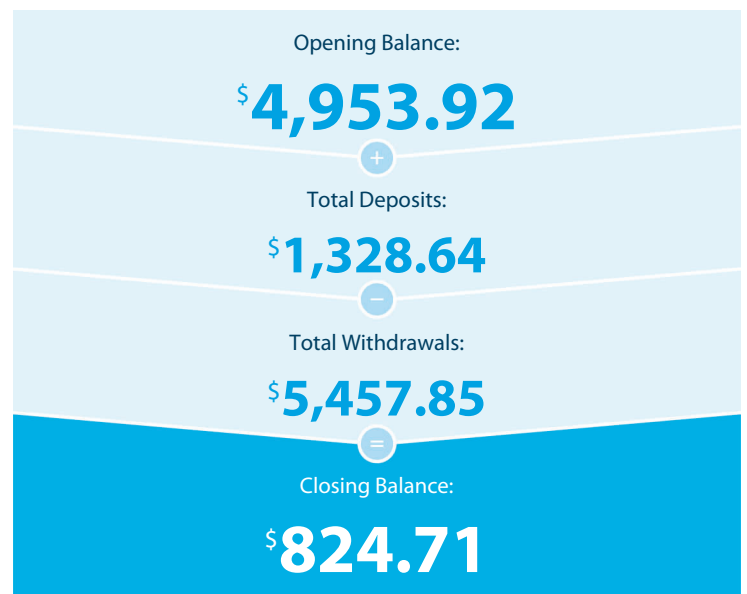 Opening Balance:
$4,953.92
+
Total Deposits:
$1,328.64
−
Total Withdrawals:
$5,457.85
=
Closing Balance:
$824.71